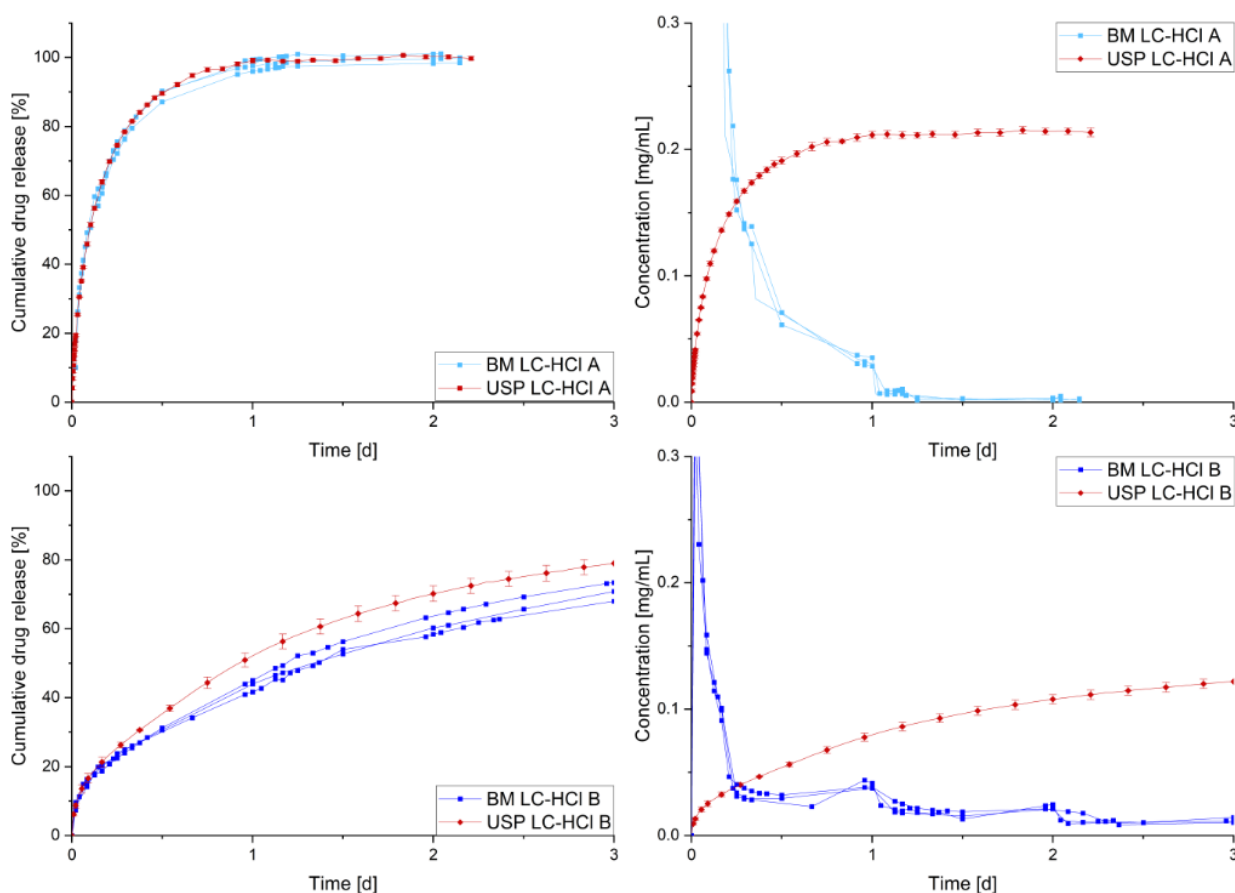 Cumulative drug release [%]
100
80
60
40
20
0
0
1
2
3
Time [d]
BM LC-HCl A
USP LC-HCl A
Concentration [mg/mL]
0.3
0.2
0.1
0.0
0
1
2
3
Time [d]
BM LC-HCl A
USP LC-HCl A
Cumulative drug release [%]
100
80
60
40
20
0
0
1
2
3
Time [d]
BM LC-HCl B
USP LC-HCl B
Concentration [mg/mL]
0.3
0.2
0.1
0.0
0
1
2
3
Time [d]
BM LC-HCl B
USP LC-HCl B